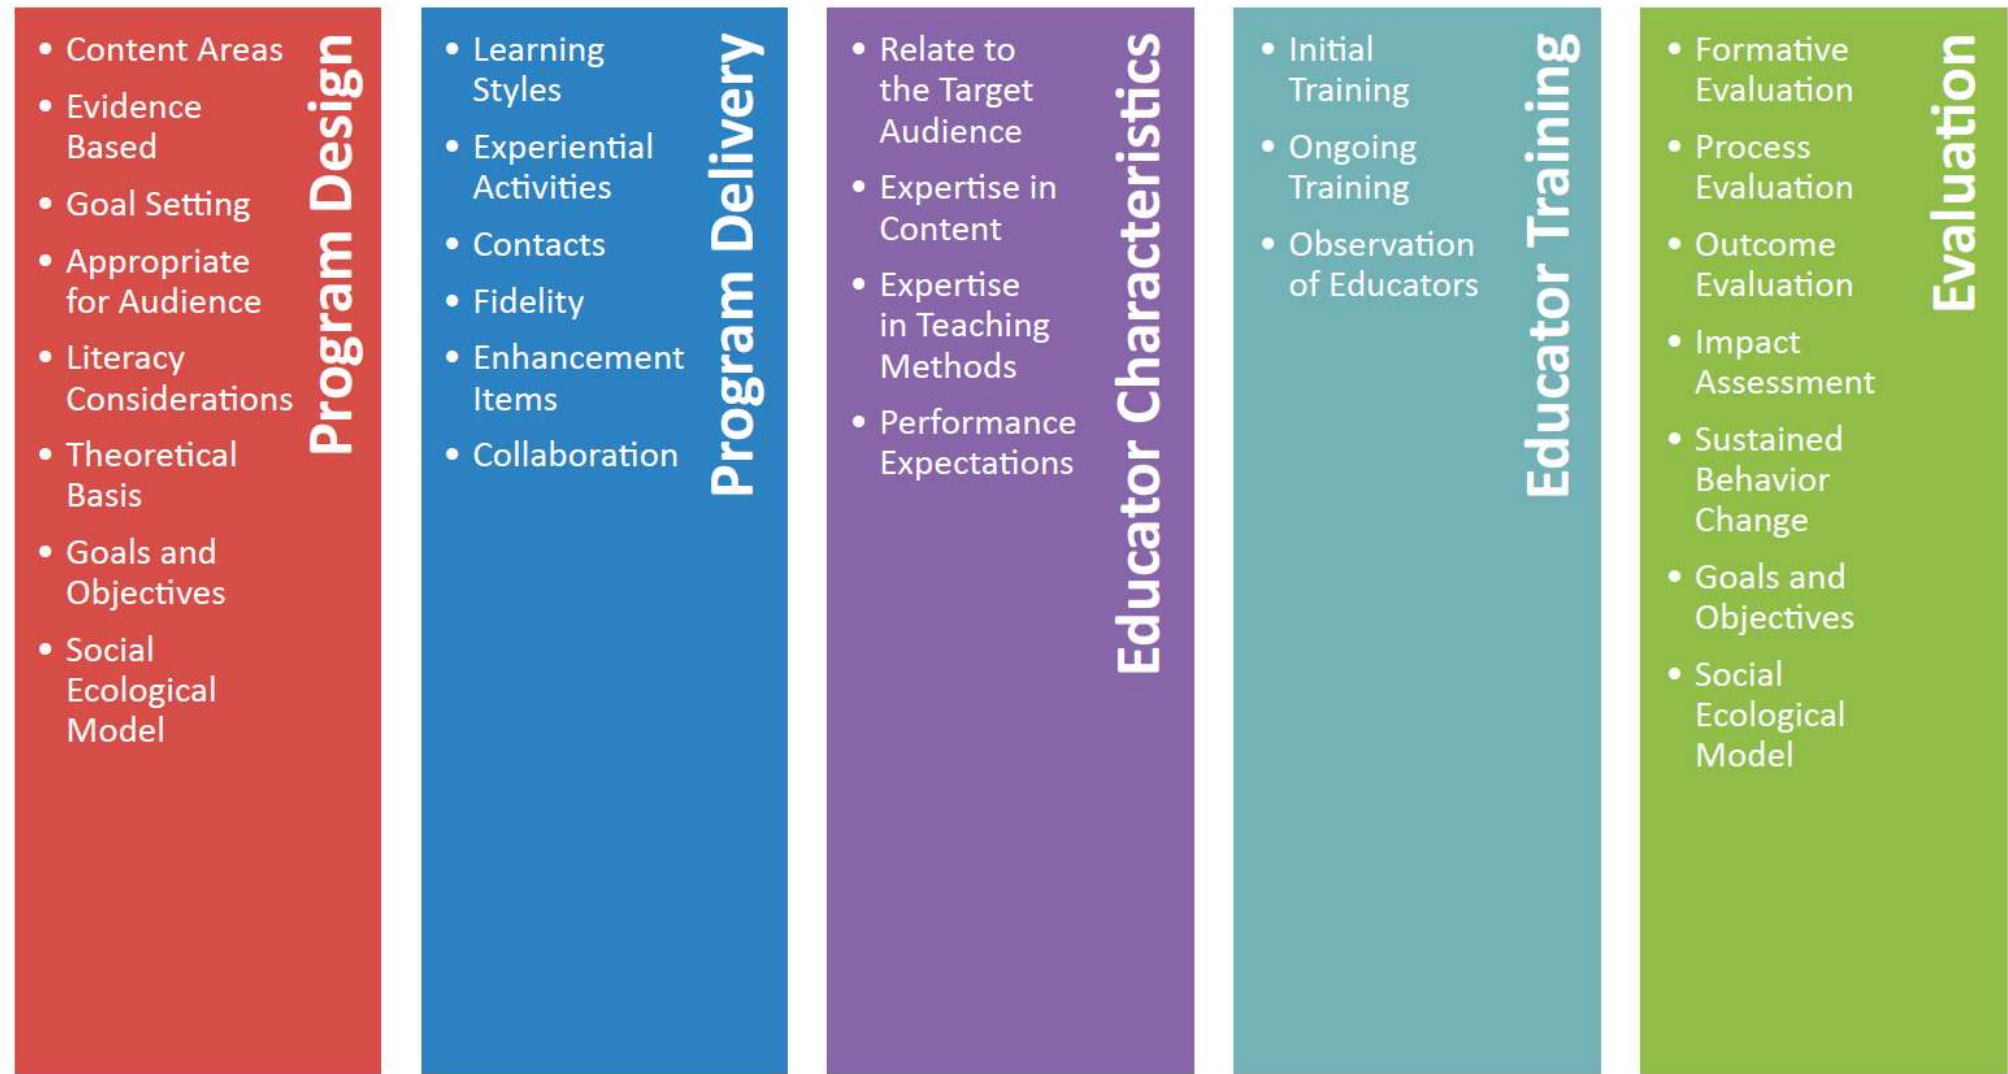 Program Design
• Content Areas
• Evidence
Based
• Goal Setting
• Appropriate
for Audience
• Literacy
Considerations
• Theoretical
Basis
• Goals and
Objectives
• Social
Ecological
Model
Program Delivery
• Learning
Styles
• Experiential
Activities
• Contacts
• Fidelity
• Enhancement
Items
• Collaboration
Educator Characteristics
• Relate to
the Target
Audience
• Expertise in
Content
• Expertise
in Teaching
Methods
• Performance
Expectations
Educator Training
• Initial
Training
• Ongoing
Training
• Observation
of Educators
Evaluation
• Formative
Evaluation
• Process
Evaluation
• Outcome
Evaluation
• Impact
Assessment
• Sustained
Behavior
Change
• Goals and
Objectives
• Social
Ecological
Model